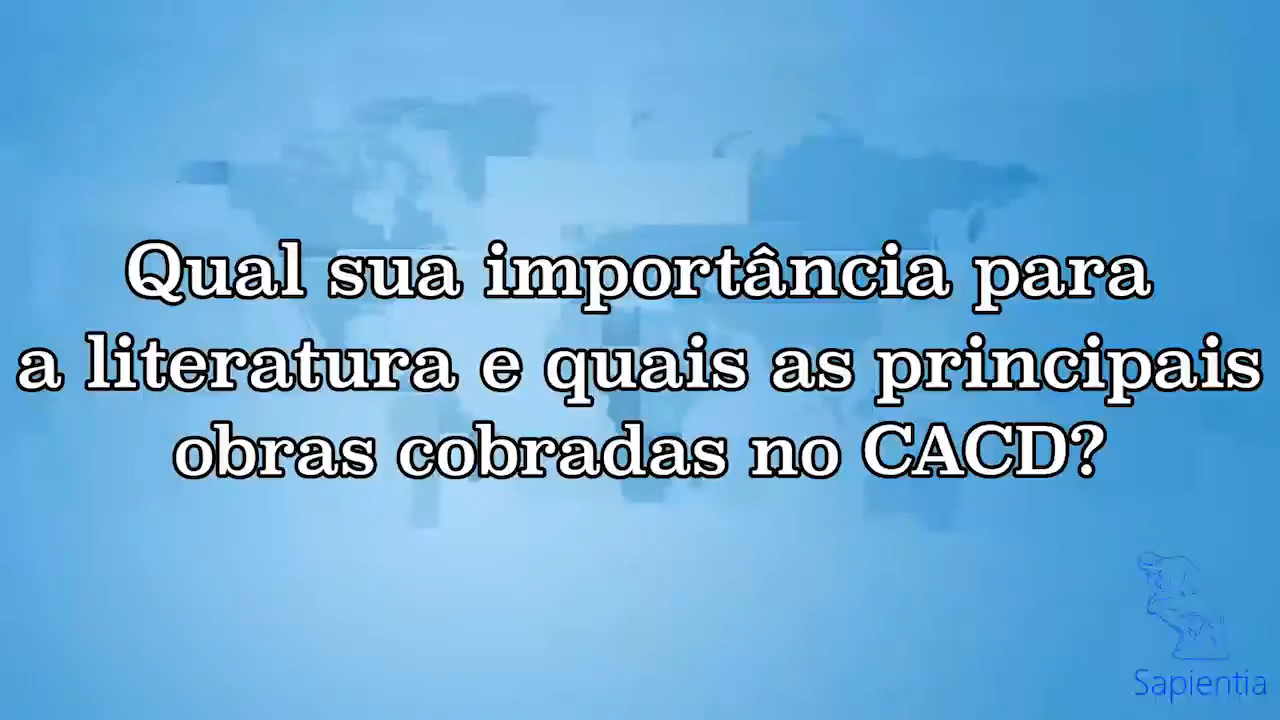 Qual sua importância para
a literatura e quais as principais
obras cobradas no CACD?
Sapientia